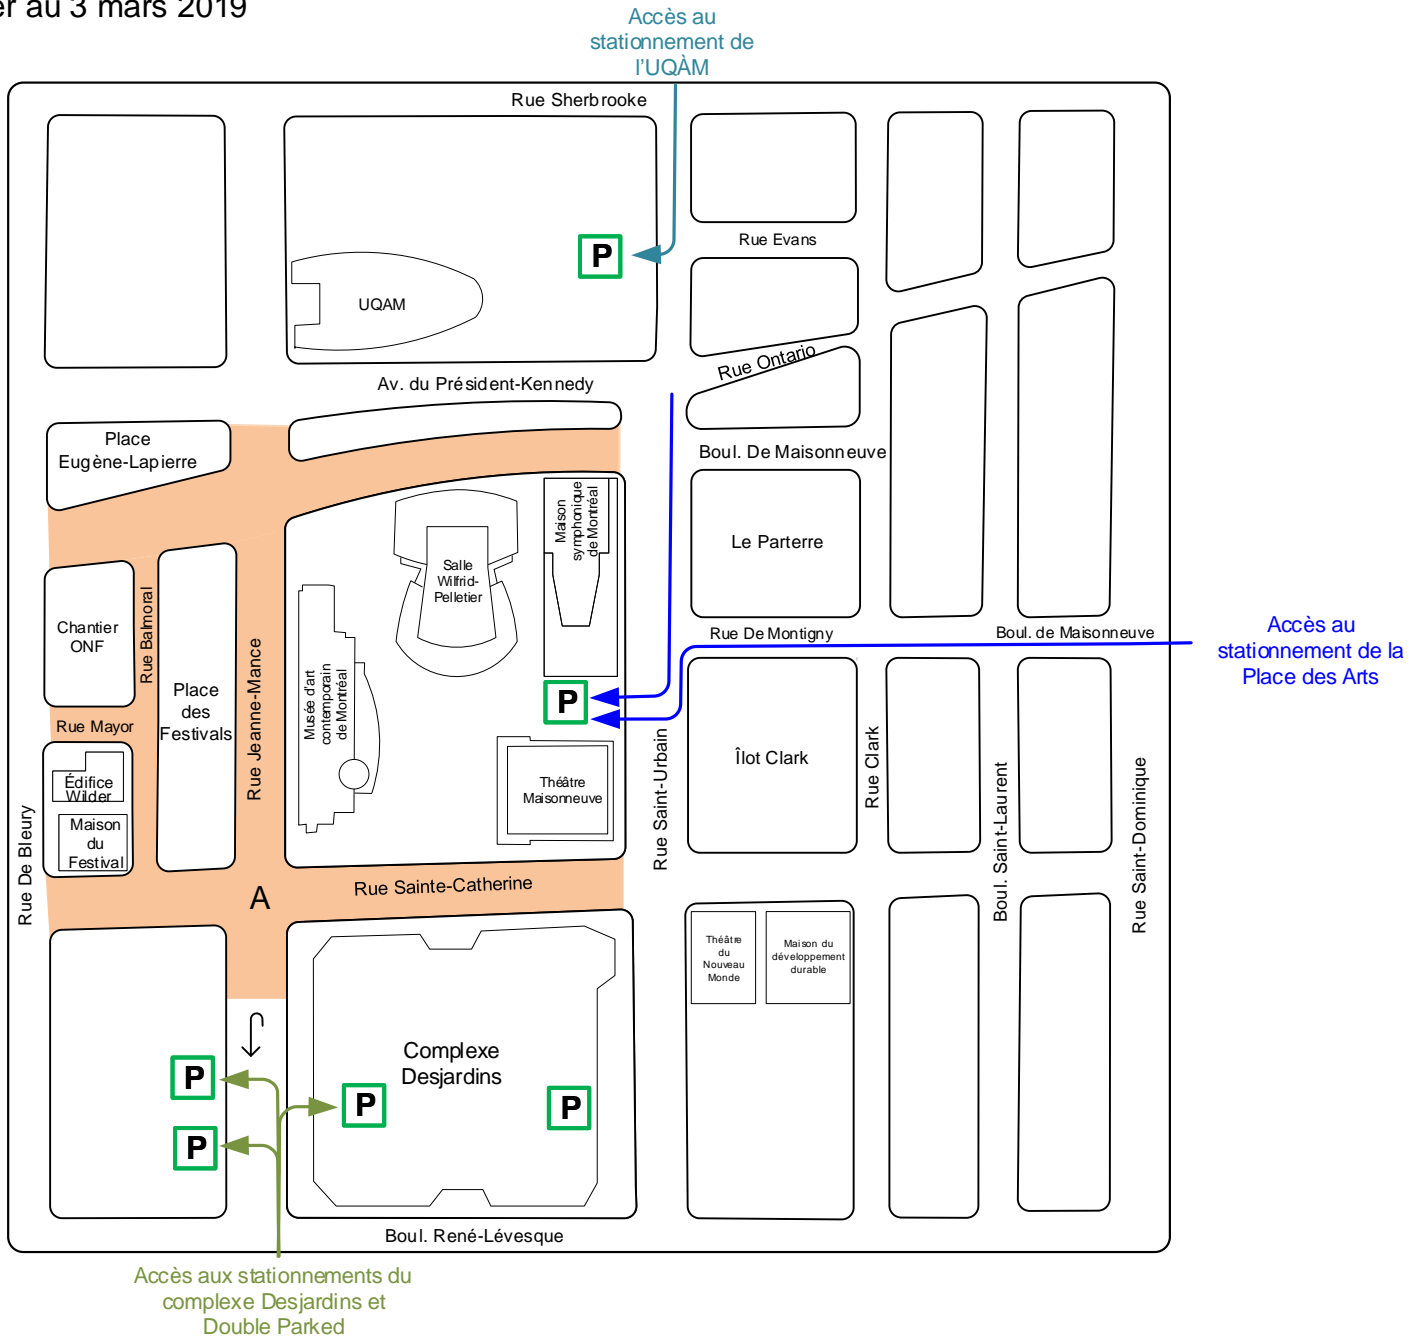 er au 3 mars 2019
Accès au
stationnement de
l'UQÀM
Rue Sherbrooke
Rue Evans
P
UQAM
Rue Ontario
Av. du Président-Kennedy
Place
Eugène-Lapierre
Boul. De Maisonneuve
Maison
symphonique
de Montréal
Le Parterre
Salle
Wilfrid-
Pelletier
Chantier
ONF
Rue Balmoral
Rue De Montigny
Boul. de Maisonneuve
Accès au
stationnement de la
Place des Arts
Rue Jeanne-Mance
Musée d'art
contemporain
de Montréal
Place
des
Festivals
P
Rue Mayor
Rue Saint-Urbain
Îlot Clark
Rue Clark
Boul. Saint-Laurent
Rue Saint-Dominique
Édifice
Wilder
Théâtre
Maisonneuve
Maison
du
Festival
Rue De Bleury
Rue Sainte-Catherine
A
Théâtre
du
Nouveau
Monde
Maison du
développement
durable
Complexe
Desjardins
P
P
P
P
Boul. René-Lévesque
Accès aux stationnements du
complexe Desjardins et
Double Parked